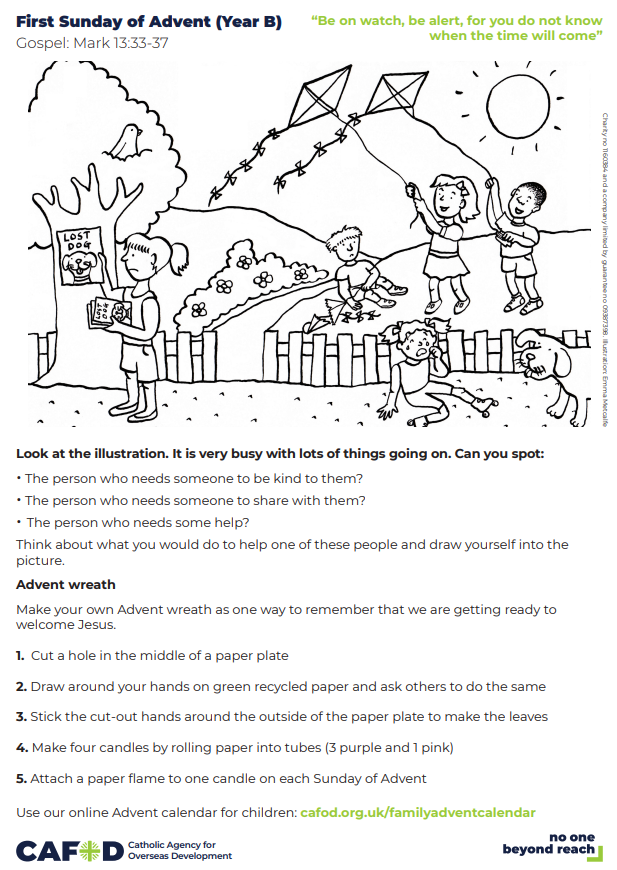 First Sunday of Advent (Year B)
Gospel: Mark 13:33-37
“Be on watch, be alert, for you do not know
when the time will come”
LOST
DOG
LOST
DOG
Charity no 1160384 and a company limited by guarantee no 09387398. Illustration: Emma Metcalfe
Look at the illustration. It is very busy with lots of things going on. Can you spot:
• The person who needs someone to be kind to them?
• The person who needs someone to share with them?
• The person who needs some help?
Think about what you would do to help one of these people and draw yourself into the
picture.
Advent wreath
Make your own Advent wreath as one way to remember that we are getting ready to
welcome Jesus.
1. Cut a hole in the middle of a paper plate
2. Draw around your hands on green recycled paper and ask others to do the same
3. Stick the cut-out hands around the outside of the paper plate to make the leaves
4. Make four candles by rolling paper into tubes (3 purple and 1 pink)
5. Attach a paper flame to one candle on each Sunday of Advent
Use our online Advent calendar for children: cafod.org.uk/familyadventcalendar
CAFOD
Catholic Agency for
Overseas Development
no one
beyond reach